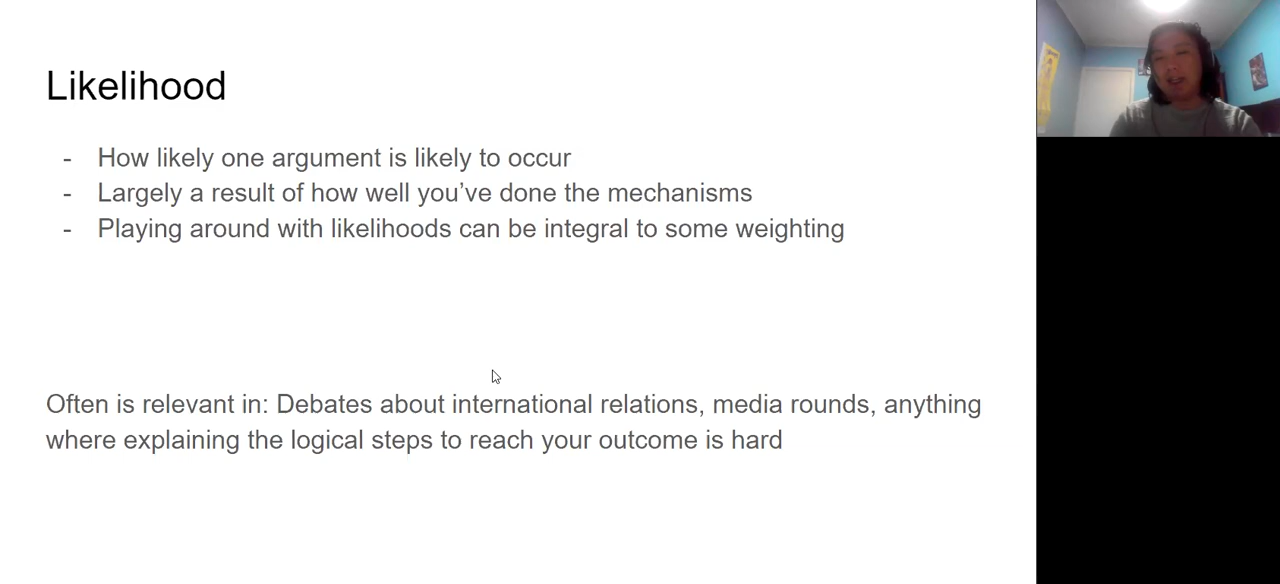 Likelihood
- How likely one argument is likely to occur
- Largely a result of how well you’ve done the mechanisms
- Playing around with likelihoods can be integral to some weighting
Often is relevant in: Debates about international relations, media rounds, anything
where explaining the logical steps to reach your outcome is hard